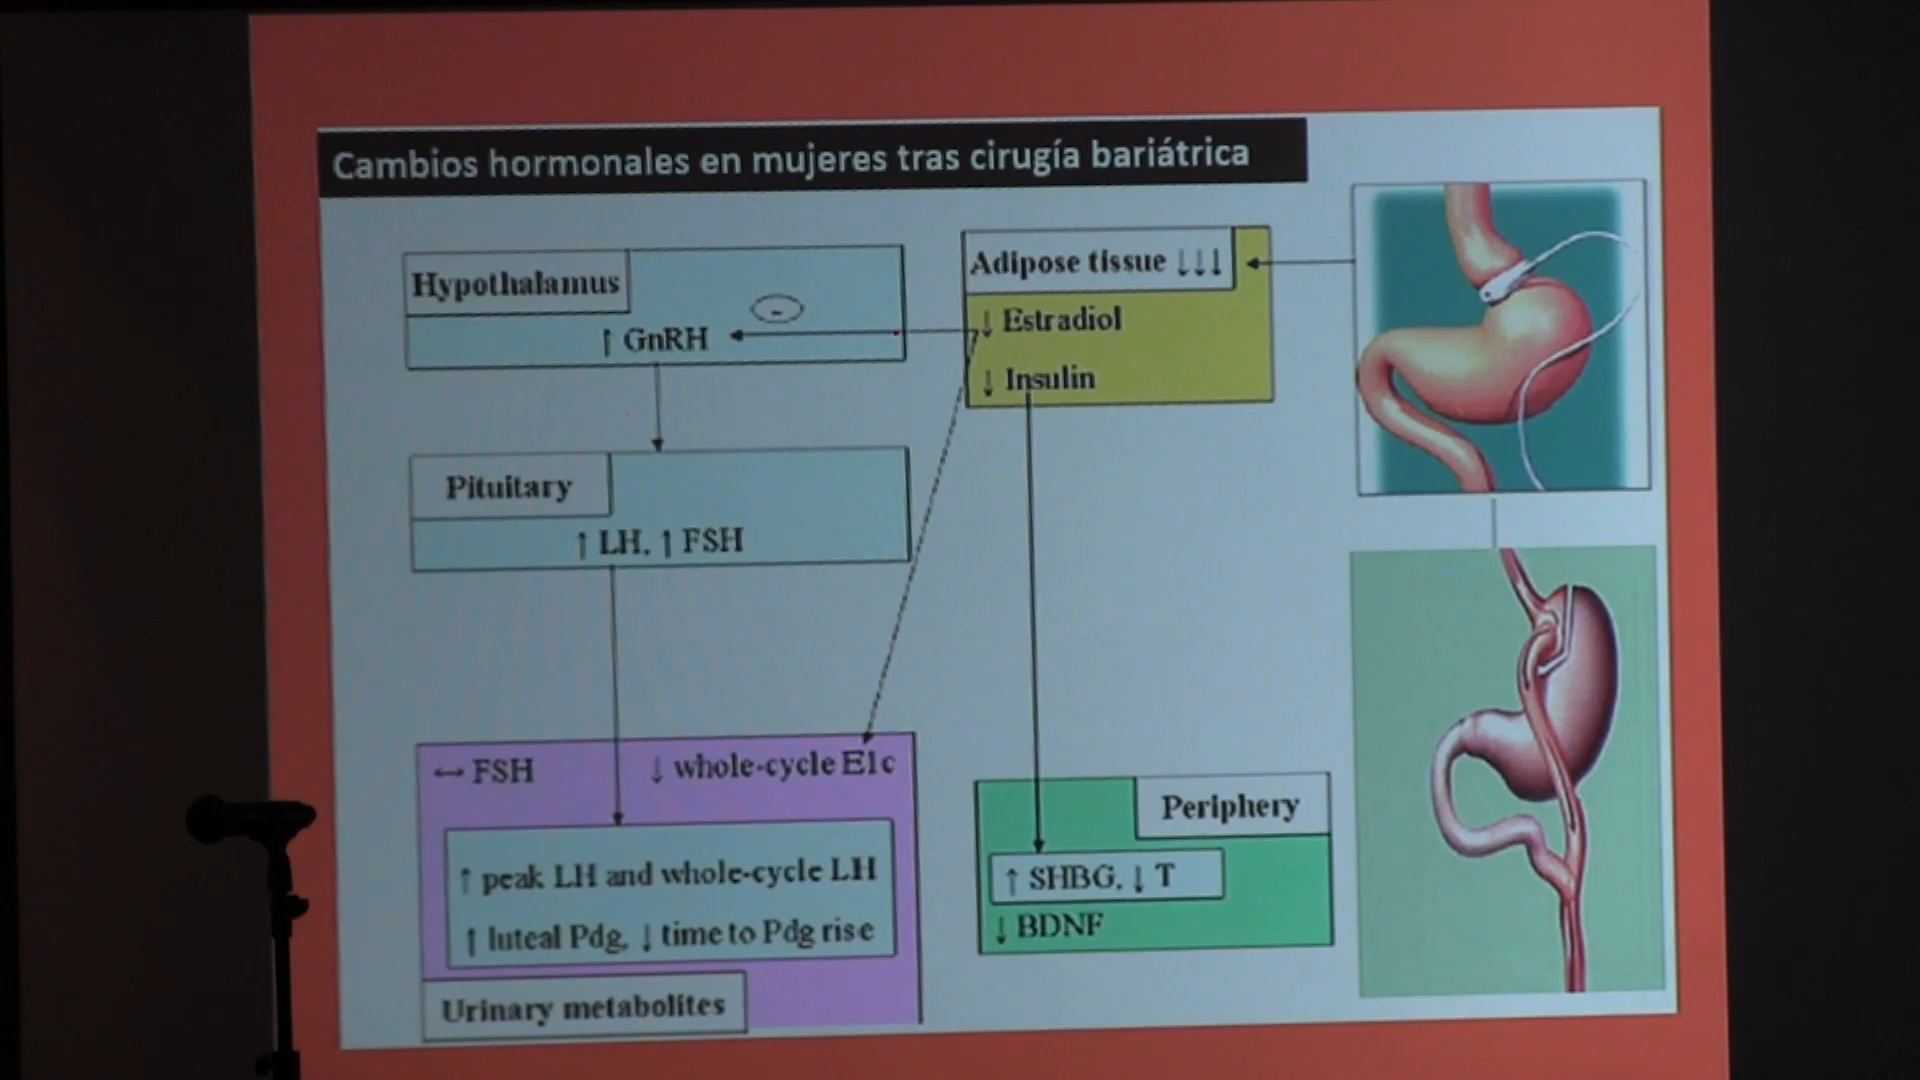 Cambios hormonales en mujeres tras cirugía bariátrica
Hypothalamus
-
↑ GnRH
Adipose tissue ↓↓↓
↓ Estradiol
↓ Insulin
Pituitary
↑ LH, ↑ FSH
↔ FSH ↓ whole-cycle E1c
↑ peak LH and whole-cycle LH
↑ luteal Pdg, ↓ time to Pdg rise
Urinary metabolites
Periphery
↑ SHBG, ↓ T
↓ BDNF